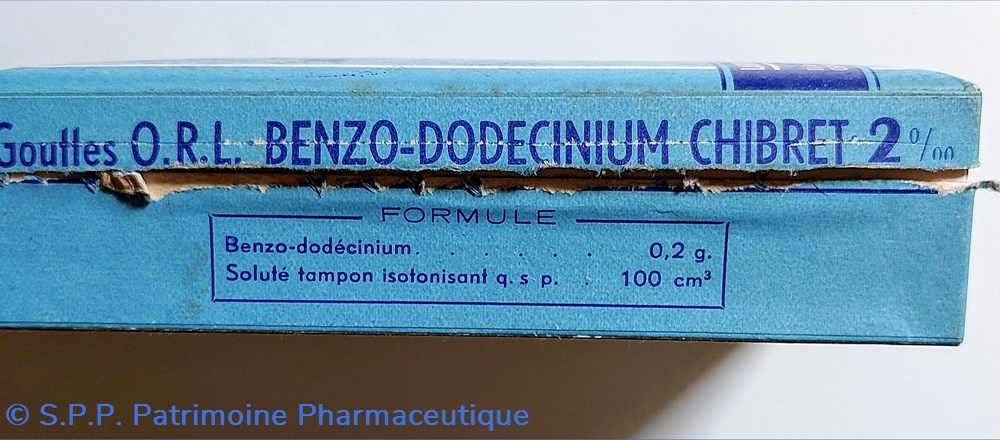 Gouttes O.R.L. BENZO-DODECINIUM CHIBRET 2‰
FORMULE
Benzo-dodécinium . . . . . . 0,2 g.
Soluté tampon isotonisant q. s p. . 100 cm³
© S.P.P. Patrimoine Pharmaceutique